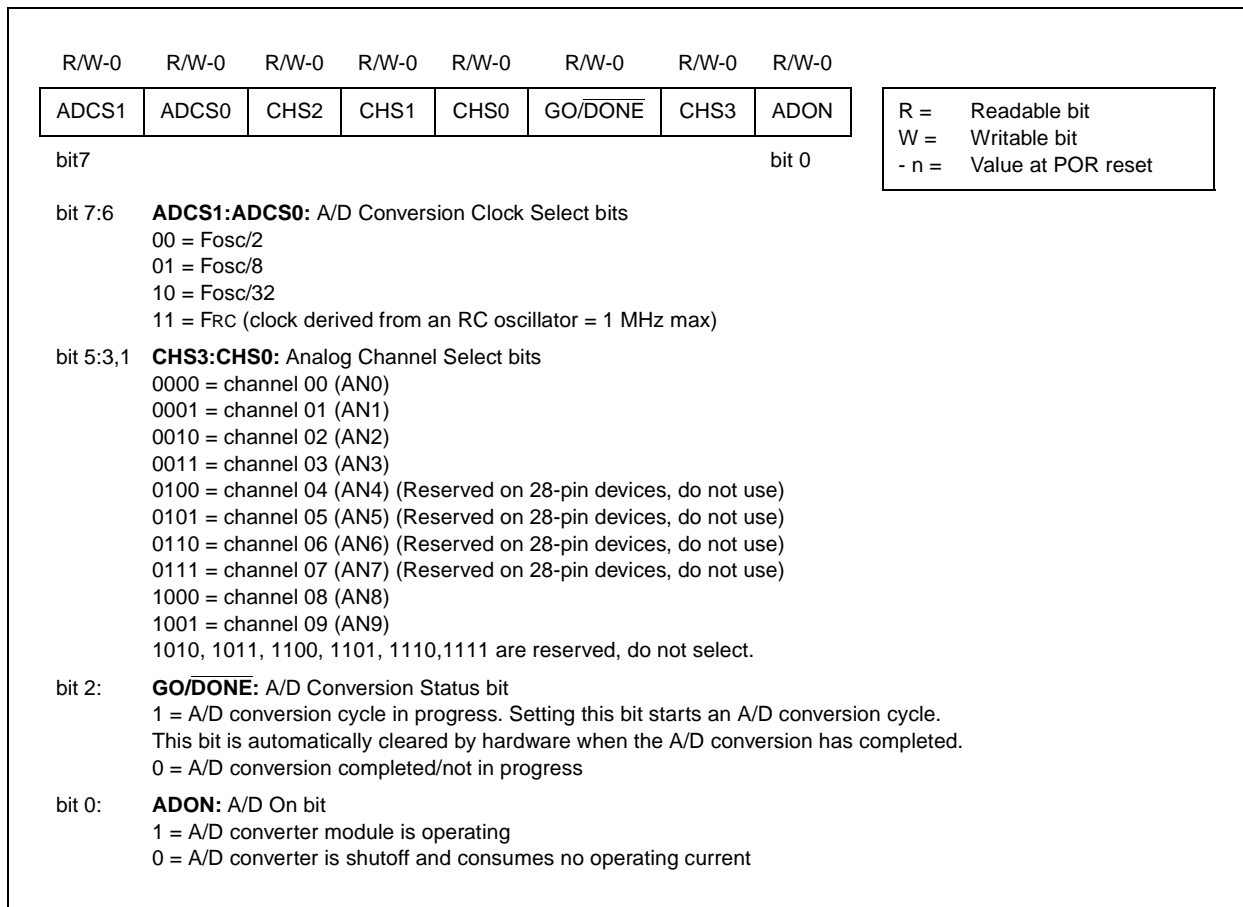 R/W-0 R/W-0 R/W-0 R/W-0 R/W-0 R/W-0 R/W-0 R/W-0
ADCS1 ADCS0 CHS2 CHS1 CHS0 GO/DONE CHS3 ADON
bit7 bit 0
R = Readable bit
W = Writable bit
- n = Value at POR reset
bit 7:6 ADCS1:ADCS0: A/D Conversion Clock Select bits
00 = Fosc/2
01 = Fosc/8
10 = Fosc/32
11 = FRC (clock derived from an RC oscillator = 1 MHz max)
bit 5:3,1 CHS3:CHS0: Analog Channel Select bits
0000 = channel 00 (AN0)
0001 = channel 01 (AN1)
0010 = channel 02 (AN2)
0011 = channel 03 (AN3)
0100 = channel 04 (AN4) (Reserved on 28-pin devices, do not use)
0101 = channel 05 (AN5) (Reserved on 28-pin devices, do not use)
0110 = channel 06 (AN6) (Reserved on 28-pin devices, do not use)
0111 = channel 07 (AN7) (Reserved on 28-pin devices, do not use)
1000 = channel 08 (AN8)
1001 = channel 09 (AN9)
1010, 1011, 1100, 1101, 1110,1111 are reserved, do not select.
bit 2: GO/DONE: A/D Conversion Status bit
1 = A/D conversion cycle in progress. Setting this bit starts an A/D conversion cycle.
This bit is automatically cleared by hardware when the A/D conversion has completed.
0 = A/D conversion completed/not in progress
bit 0: ADON: A/D On bit
1 = A/D converter module is operating
0 = A/D converter is shutoff and consumes no operating current